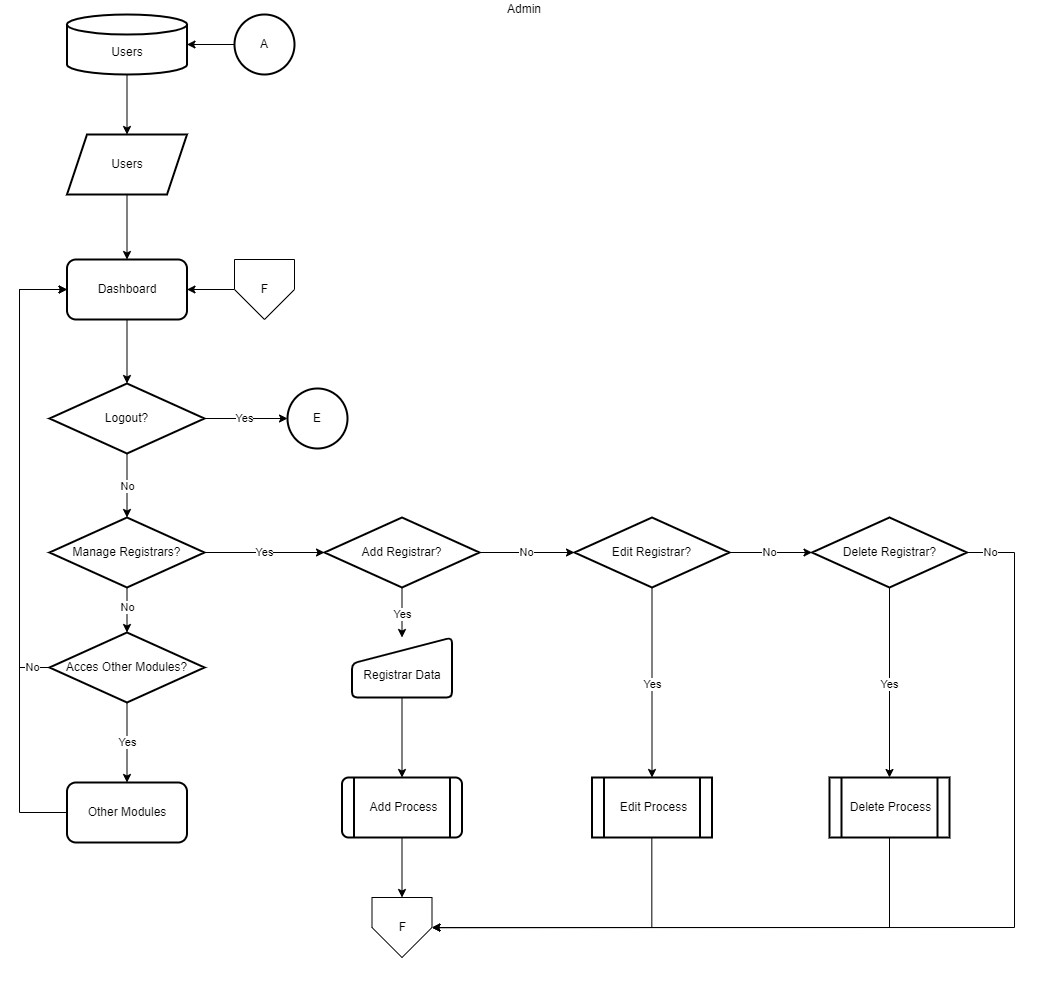 Admin
Users
A
Users
Dashboard
F
Logout?
Yes
E
No
Manage Registrars?
Yes
Add Registrar?
No
Edit Registrar?
No
Delete Registrar?
No
No
Yes
No
Acces Other Modules?
Registrar Data
Yes
Yes
Yes
Other Modules
Add Process
Edit Process
Delete Process
F